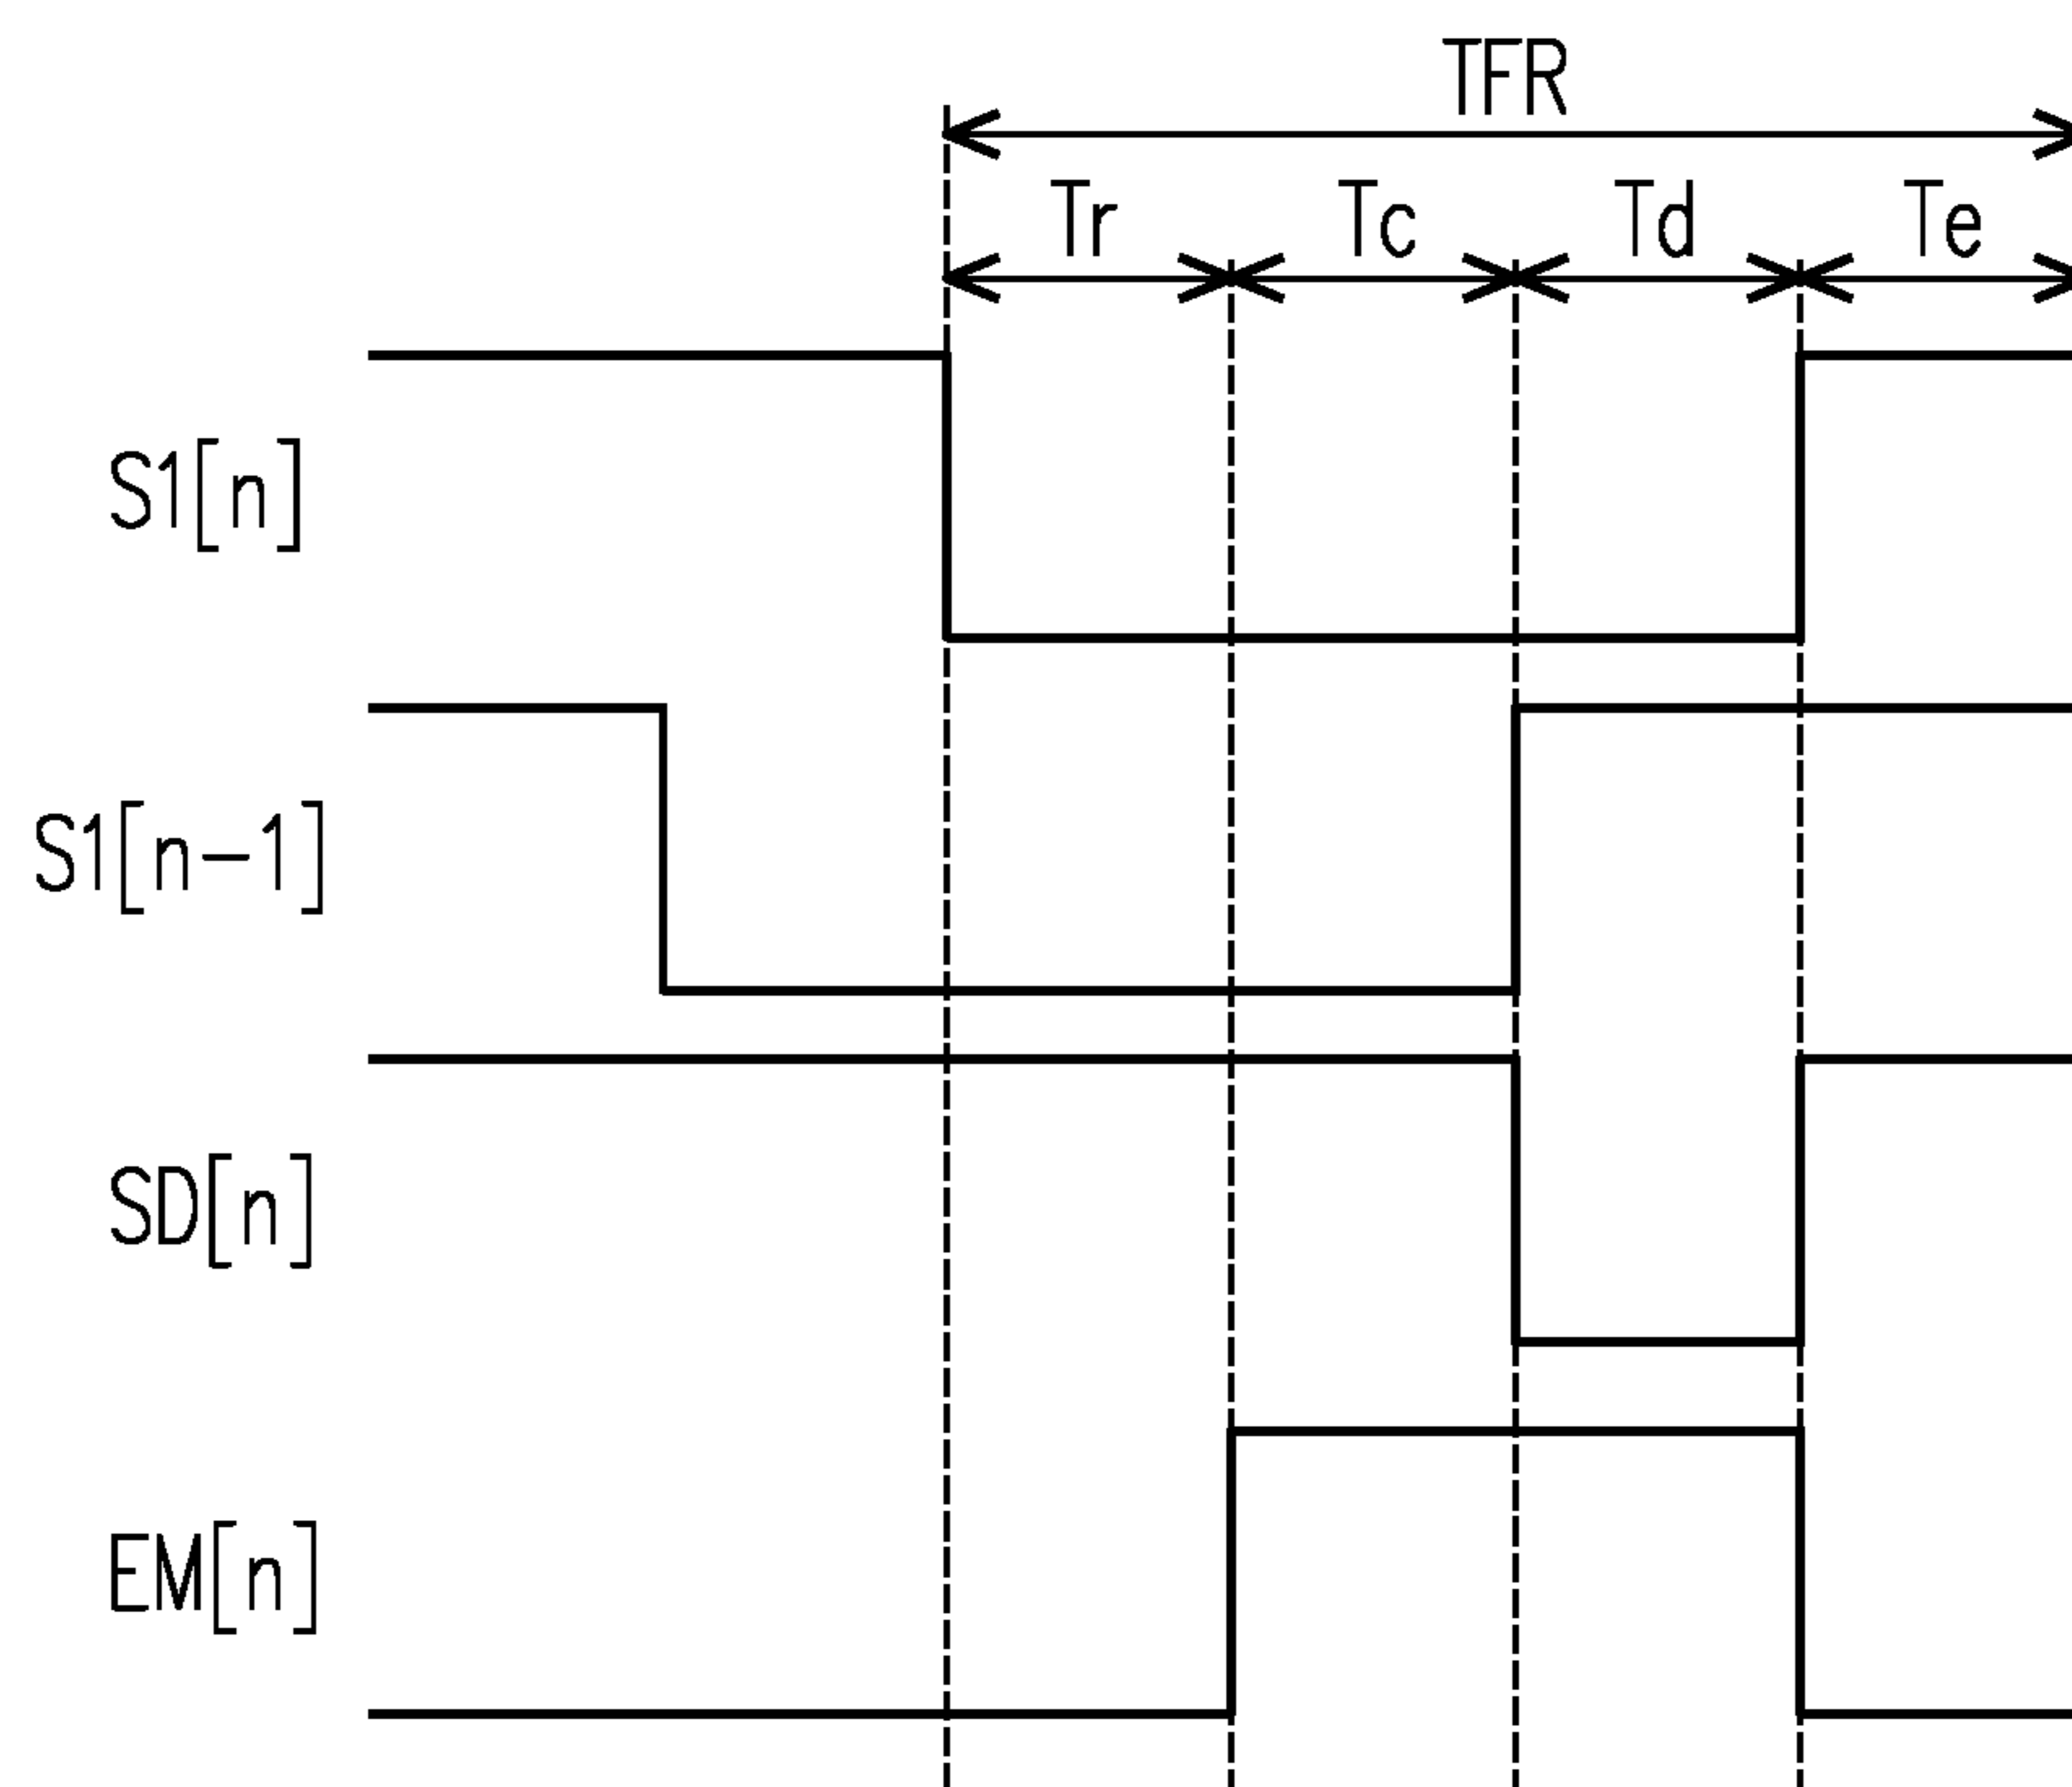 TFR
Tr Tc Td Te
S1[n]
S1[n-1]
SD[n]
EM[n]